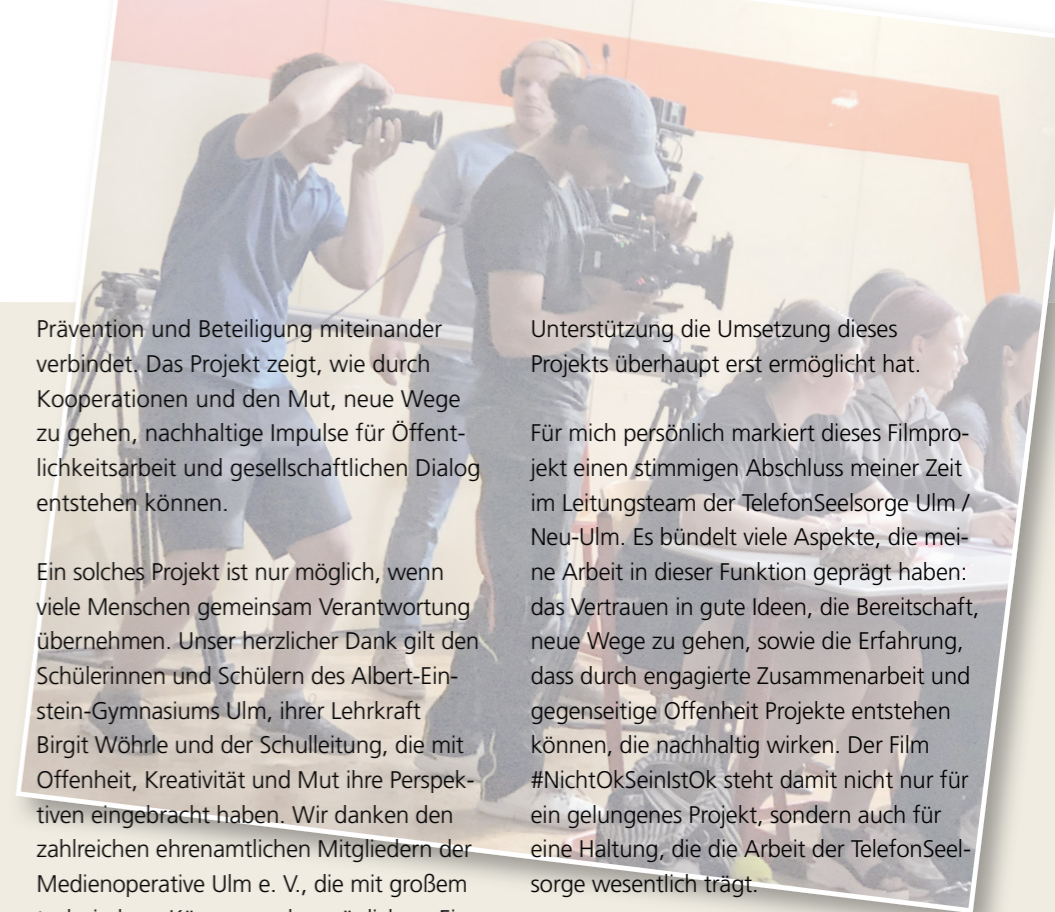 Prävention und Beteiligung miteinander
verbindet. Das Projekt zeigt, wie durch
Kooperationen und den Mut, neue Wege
zu gehen, nachhaltige Impulse für Öffent-
lichkeitsarbeit und gesellschaftlichen Dialog
entstehen können.
Ein solches Projekt ist nur möglich, wenn
viele Menschen gemeinsam Verantwortung
übernehmen. Unser herzlicher Dank gilt den
Schülerinnen und Schülern des Albert-Ein-
stein-Gymnasiums Ulm, ihrer Lehrkraft
Birgit Wöhrle und der Schulleitung, die mit
Offenheit, Kreativität und Mut ihre Perspek-
tiven eingebracht haben. Wir danken den
zahlreichen ehrenamtlichen Mitgliedern der
Medienoperative Ulm e. V., die mit großem
Unterstützung die Umsetzung dieses
Projekts überhaupt erst ermöglicht hat.
Für mich persönlich markiert dieses Filmpro-
jekt einen stimmigen Abschluss meiner Zeit
im Leitungsteam der TelefonSeelsorge Ulm /
Neu-Ulm. Es bündelt viele Aspekte, die mei-
ne Arbeit in dieser Funktion geprägt haben:
das Vertrauen in gute Ideen, die Bereitschaft,
neue Wege zu gehen, sowie die Erfahrung,
dass durch engagierte Zusammenarbeit und
gegenseitige Offenheit Projekte entstehen
können, die nachhaltig wirken. Der Film
#NichtOkSeinIstOk steht damit nicht nur für
ein gelungenes Projekt, sondern auch für
eine Haltung, die die Arbeit der TelefonSeel-
sorge wesentlich trägt.